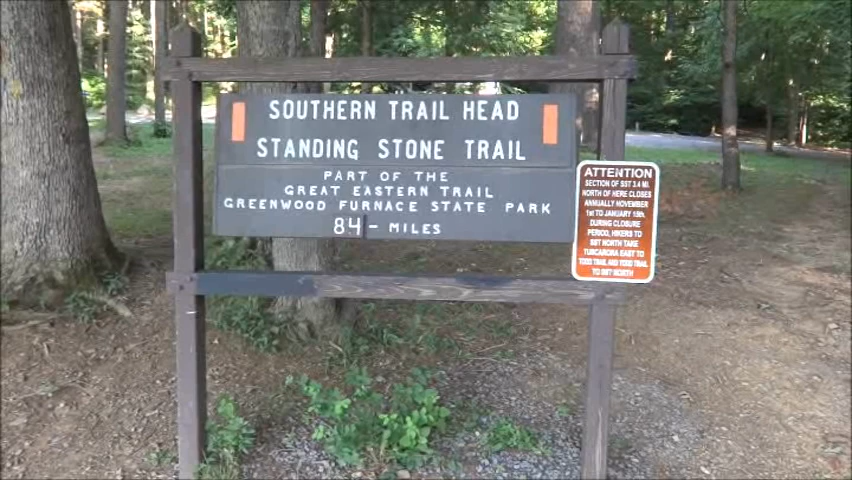 SOUTHERN TRAIL HEAD
STANDING STONE TRAIL
PART OF THE
GREAT EASTERN TRAIL
GREENWOOD FURNACE STATE PARK
84 - MILES
ATTENTION
SECTION OF SST 3.4 MI.
NORTH OF HERE CLOSES
ANNUALLY NOVEMBER
1st TO JANUARY 15th.
DURING CLOSURE
PERIOD, HIKERS TO
SST NORTH TAKE
TUSCARORA EAST TO
TODD TRAIL AND TODD TRAIL
TO SST NORTH